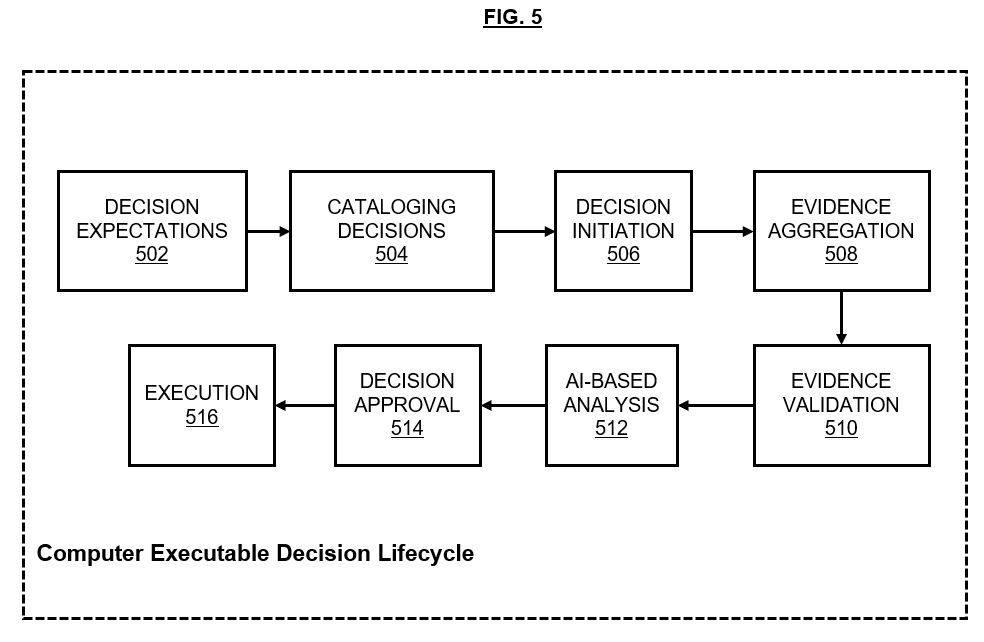 FIG. 5
DECISION
EXPECTATIONS
502
CATALOGING
DECISIONS
504
DECISION
INITIATION
506
EVIDENCE
AGGREGATION
508
EVIDENCE
VALIDATION
510
AI-BASED
ANALYSIS
512
DECISION
APPROVAL
514
EXECUTION
516
Computer Executable Decision Lifecycle